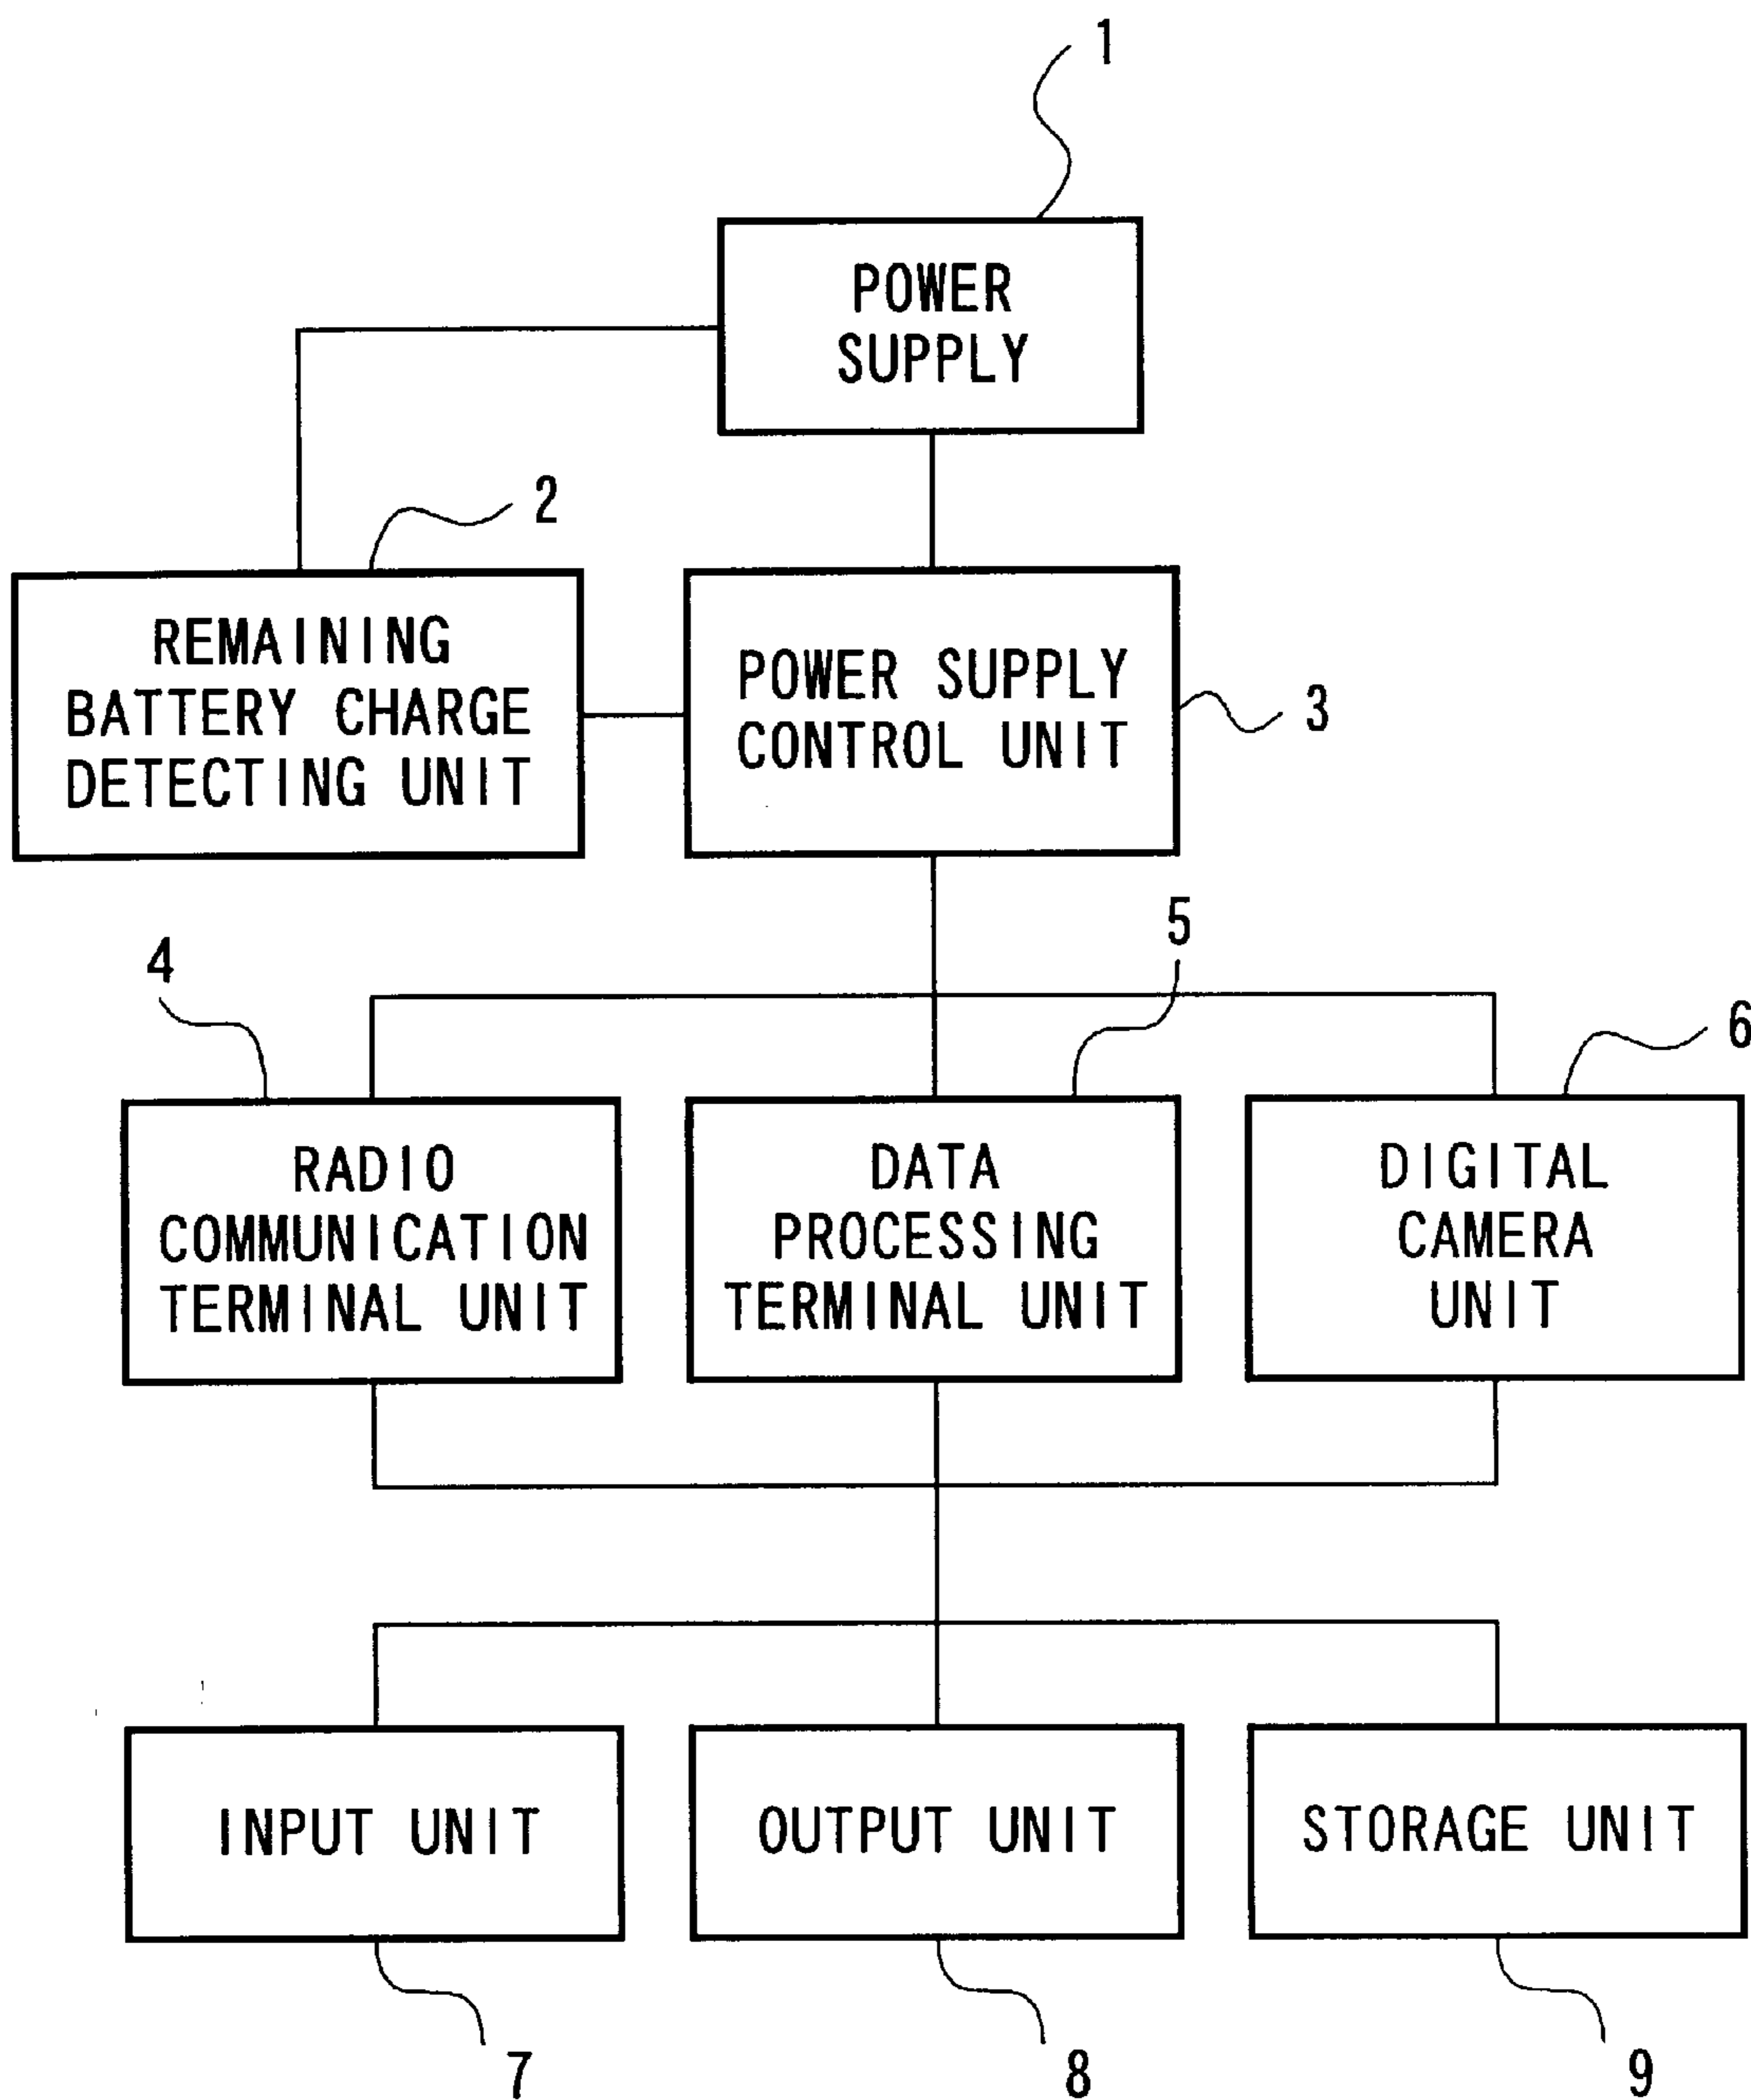 1
POWER
SUPPLY
2
REMAINING
BATTERY CHARGE
DETECTING UNIT
POWER SUPPLY
CONTROL UNIT
3
4
5
6
RADIO
COMMUNICATION
TERMINAL UNIT
DATA
PROCESSING
TERMINAL UNIT
DIGITAL
CAMERA
UNIT
INPUT UNIT
OUTPUT UNIT
STORAGE UNIT
7
8
9